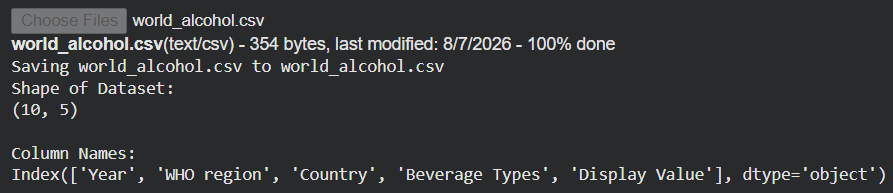 Choose Files world_alcohol.csv
world_alcohol.csv(text/csv) - 354 bytes, last modified: 8/7/2026 - 100% done
Saving world_alcohol.csv to world_alcohol.csv
Shape of Dataset:
(10, 5)
Column Names:
Index(['Year', 'WHO region', 'Country', 'Beverage Types', 'Display Value'], dtype='object')